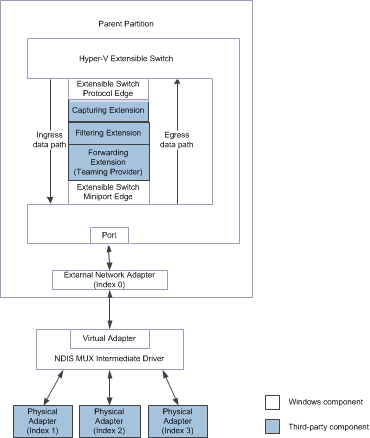 Parent Partition
Hyper-V Extensible Switch
Extensible Switch
Protocol Edge
Capturing Extension
Filtering Extension
Forwarding
Extension
(Teaming Provider)
Extensible Switch
Miniport Edge
Ingress
data path
Egress
data path
Port
External Network Adapter
(Index 0)
Virtual Adapter
NDIS MUX Intermediate Driver
Physical
Adapter
(Index 1)
Physical
Adapter
(Index 2)
Physical
Adapter
(Index 3)
Windows component
Third-party component